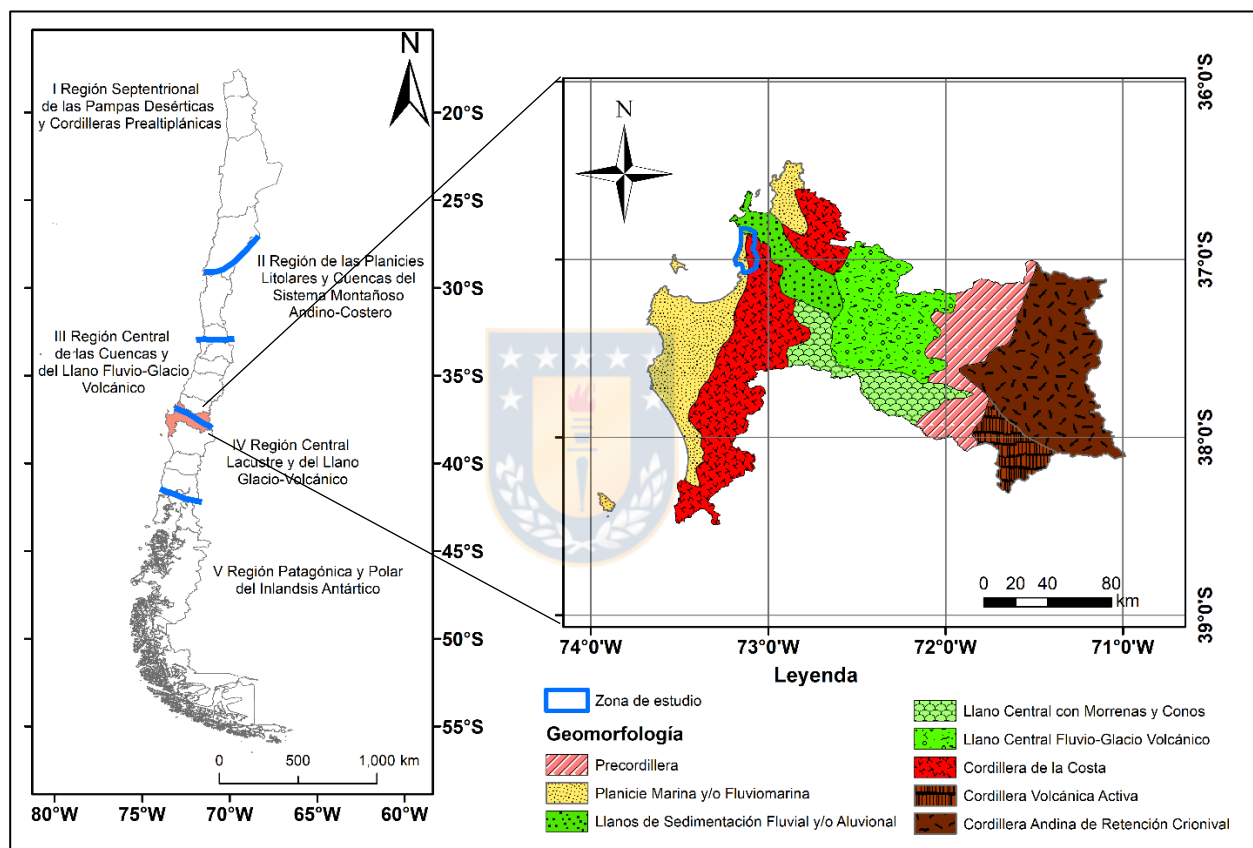 N
I Región Septentrional
de las Pampas Desérticas
y Cordilleras Prealtiplánicas
II Región de las Planicies
Litolares y Cuencas del
Sistema Montañoso
Andino-Costero
III Región Central
de las Cuencas y
del Llano Fluvio-Glacio
Volcánico
IV Región Central
Lacustre y del Llano
Glacio-Volcánico
V Región Patagónica y Polar
del Inlandsis Antártico
20°S
25°S
30°S
35°S
40°S
45°S
50°S
55°S
0 500 1,000 km
80°W 75°W 70°W 65°W 60°W
N
36°0'S
37°0'S
38°0'S
39°0'S
0 20 40 80
km
74°0'W 73°0'W 72°0'W 71°0'W
Leyenda
Zona de estudio
Geomorfología
Precordillera
Planicie Marina y/o Fluviomarina
Llanos de Sedimentación Fluvial y/o Aluvional
Llano Central con Morrenas y Conos
Llano Central Fluvio-Glacio Volcánico
Cordillera de la Costa
Cordillera Volcánica Activa
Cordillera Andina de Retención Crionival